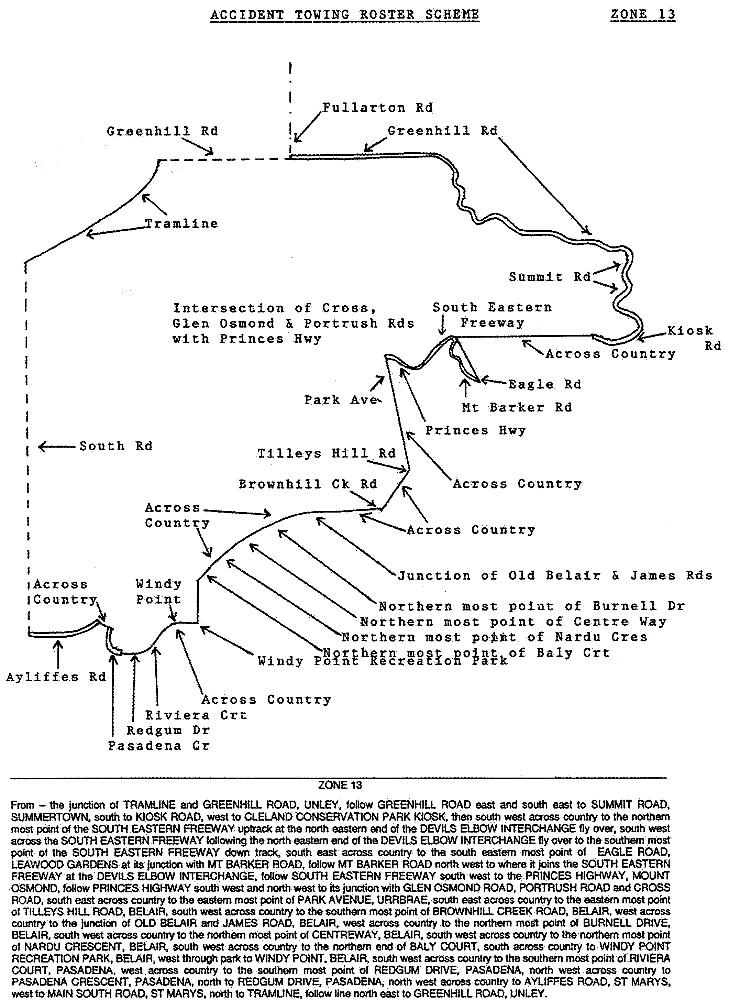 ACCIDENT TOWING ROSTER SCHEME ZONE 13
Fullarton Rd
Greenhill Rd
Greenhill Rd
Tramline
Summit Rd
Intersection of Cross,
Glen Osmond & Portrush Rds
with Princes Hwy
South Eastern
Freeway
Kiosk
Rd
Across Country
Eagle Rd
Park Ave
Mt Barker Rd
Princes Hwy
South Rd
Tilleys Hill Rd
Brownhill Ck Rd
Across Country
Across
Country
Across Country
Junction of Old Belair & James Rds
Across
Country
Windy
Point
Northern most point of Burnell Dr
Northern most point of Centre Way
Northern most point of Nardu Cres
Northern most point of Baly Crt
Windy Point Recreation Park
Ayliffes Rd
Across Country
Riviera Crt
Redgum Dr
Pasadena Cr
ZONE 13
From – the junction of TRAMLINE and GREENHILL ROAD, UNLEY, follow GREENHILL ROAD east and south east to SUMMIT ROAD,
SUMMERTOWN, south to KIOSK ROAD, west to CLELAND CONSERVATION PARK KIOSK, then south west across country to the northern
most point of the SOUTH EASTERN FREEWAY uptrack at the north eastern end of the DEVILS ELBOW INTERCHANGE fly over, south west
across the SOUTH EASTERN FREEWAY following the north eastern end of the DEVILS ELBOW INTERCHANGE fly over to the southern most
point of the SOUTH EASTERN FREEWAY down track, south east across country to the south eastern most point of EAGLE ROAD,
LEAWOOD GARDENS at its junction with MT BARKER ROAD, follow MT BARKER ROAD north west to where it joins the SOUTH EASTERN
FREEWAY at the DEVILS ELBOW INTERCHANGE, follow SOUTH EASTERN FREEWAY south west to the PRINCES HIGHWAY, MOUNT
OSMOND, follow PRINCES HIGHWAY south west and north west to its junction with GLEN OSMOND ROAD, PORTRUSH ROAD and CROSS
ROAD, south east across country to the eastern most point of PARK AVENUE, URRBRAE, south east across country to the eastern most point
of TILLEYS HILL ROAD, BELAIR, south west across country to the southern most point of BROWNHILL CREEK ROAD, BELAIR, west across
country to the junction of OLD BELAIR and JAMES ROAD, BELAIR, west across country to the northern most point of BURNELL DRIVE,
BELAIR, south west across country to the northern most point of CENTREWAY, BELAIR, south west across country to the northern most point
of NARDU CRESCENT, BELAIR, south west across country to the northern end of BALY COURT, south across country to WINDY POINT
RECREATION PARK, BELAIR, west through park to WINDY POINT, BELAIR, south west across country to the southern most point of RIVIERA
COURT, PASADENA, west across country to the southern most point of REDGUM DRIVE, PASADENA, north west across country to
PASADENA CRESCENT, PASADENA, north to REDGUM DRIVE, PASADENA, north west across country to AYLIFFES ROAD, ST MARYS,
west to MAIN SOUTH ROAD, ST MARYS, north to TRAMLINE, follow line north east to GREENHILL ROAD, UNLEY.